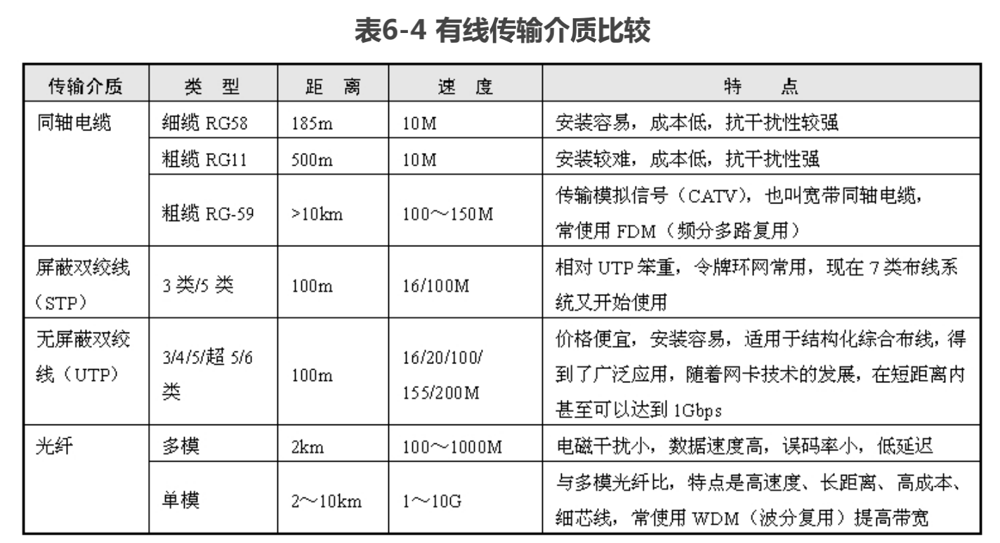 表6-4 有线传输介质比较
传输介质 类 型 距 离 速 度 特 点
同轴电缆 细缆 RG58 185m 10M 安装容易，成本低，抗干扰性较强
粗缆 RG11 500m 10M 安装较难，成本低，抗干扰性强
粗缆 RG-59 >10km 100～150M 传输模拟信号（CATV），也叫宽带同轴电缆，
常使用 FDM（频分多路复用）
屏蔽双绞线
（STP）
3 类/5 类 100m 16/100M 相对 UTP 笨重，令牌环网常用，现在 7 类布线系
统又开始使用
无屏蔽双绞
线（UTP）
3/4/5/超 5/6
类
100m
16/20/100/
155/200M
价格便宜，安装容易，适用于结构化综合布线，得
到了广泛应用，随着网卡技术的发展，在短距离内
甚至可以达到 1Gbps
光纤 多模 2km 100～1000M 电磁干扰小，数据速度高，误码率小，低延迟
单模 2～10km 1～10G 与多模光纤比，特点是高速度、长距离、高成本、
细芯线，常使用 WDM（波分复用）提高带宽